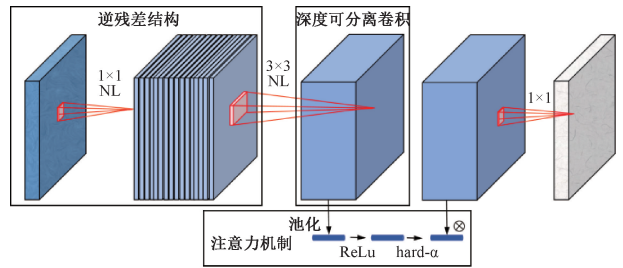 逆残差结构
深度可分离卷积
1×1
NL
3×3
NL
1×1
池化
注意力机制
⊗
ReLu
hard-α